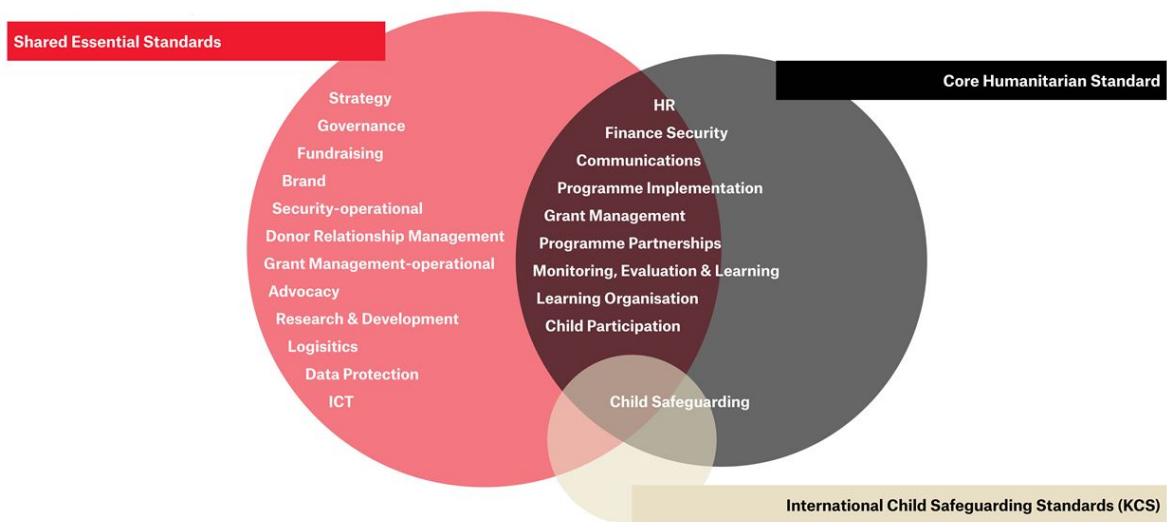 Shared Essential Standards
Core Humanitarian Standard
Strategy
Governance
Fundraising
Brand
Security-operational
Donor Relationship Management
Grant Management-operational
Advocacy
Research & Development
Logisitics
Data Protection
ICT
HR
Finance Security
Communications
Programme Implementation
Grant Management
Programme Partnerships
Monitoring, Evaluation & Learning
Learning Organisation
Child Participation
Child Safeguarding
International Child Safeguarding Standards (KCS)